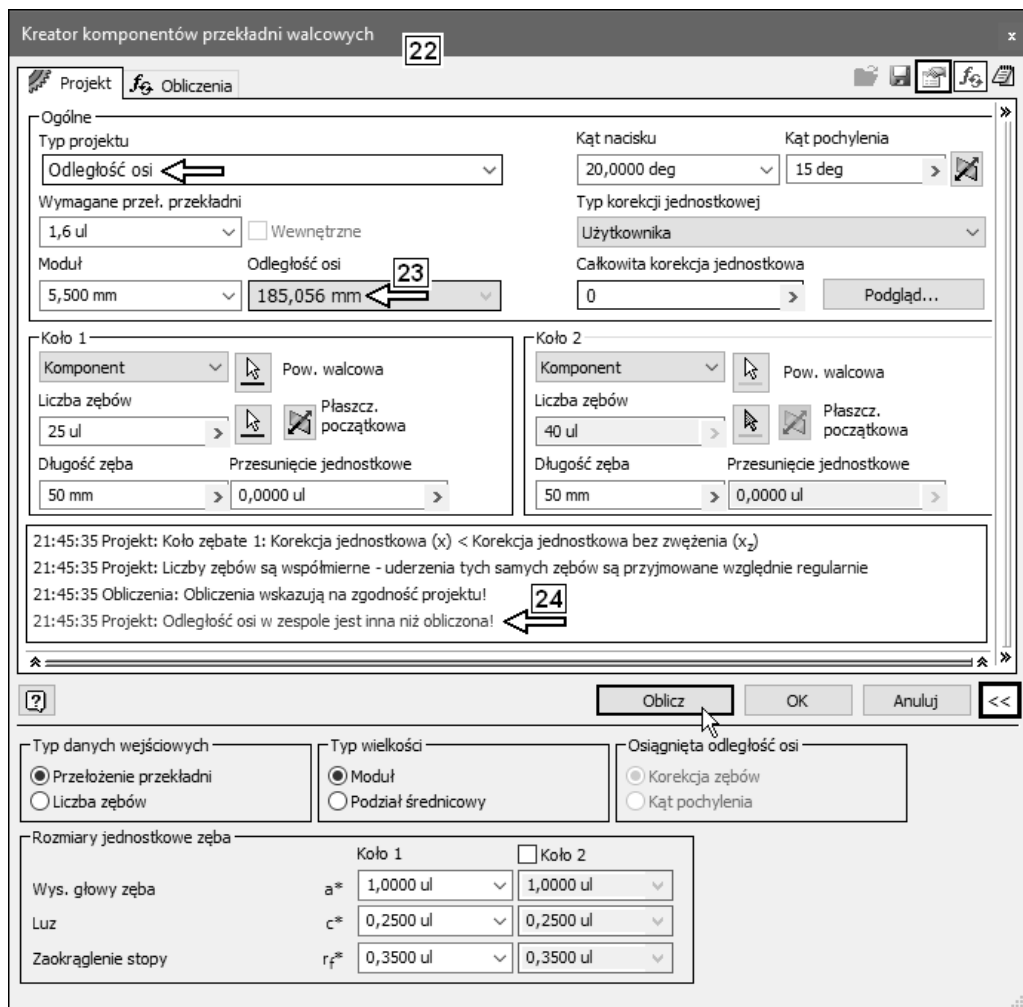 Kreator komponentów przekładni walcowych
22
x
Projekt
Obliczenia
Ogólne
Typ projektu
Odległość osi
Kąt nacisku
Kąt pochylenia
20,0000 deg
15 deg
Wymagane przeł. przekładni
1,6 ul
Wewnętrzne
Typ korekcji jednostkowej
Użytkownika
Moduł
Odległość osi
23
5,500 mm
185,056 mm
Całkowita korekcja jednostkowa
0
Podgląd...
Koło 1
Komponent
Pow. walcowa
Liczba zębów
25 ul
Płaszcz. początkowa
Długość zęba
Przesunięcie jednostkowe
50 mm
0,0000 ul
Koło 2
Komponent
Pow. walcowa
Liczba zębów
40 ul
Płaszcz. początkowa
Długość zęba
Przesunięcie jednostkowe
50 mm
0,0000 ul
21:45:35 Projekt: Koło zębate 1: Korekcja jednostkowa (x) < Korekcja jednostkowa bez zwężenia (xz)
21:45:35 Projekt: Liczby zębów są współmierne - uderzenia tych samych zębów są przyjmowane względnie regularnie
21:45:35 Obliczenia: Obliczenia wskazują na zgodność projektu!
24
21:45:35 Projekt: Odległość osi w zespole jest inna niż obliczona!
Oblicz
OK
Anuluj
<<
Typ danych wejściowych
Przełożenie przekładni
Liczba zębów
Typ wielkości
Moduł
Podział średnicowy
Osiągnięta odległość osi
Korekcja zębów
Kąt pochylenia
Rozmiary jednostkowe zęba
Koło 1
Koło 2
Wys. głowy zęba
a*
1,0000 ul
1,0000 ul
Luz
c*
0,2500 ul
0,2500 ul
Zaokrąglenie stopy
rf*
0,3500 ul
0,3500 ul